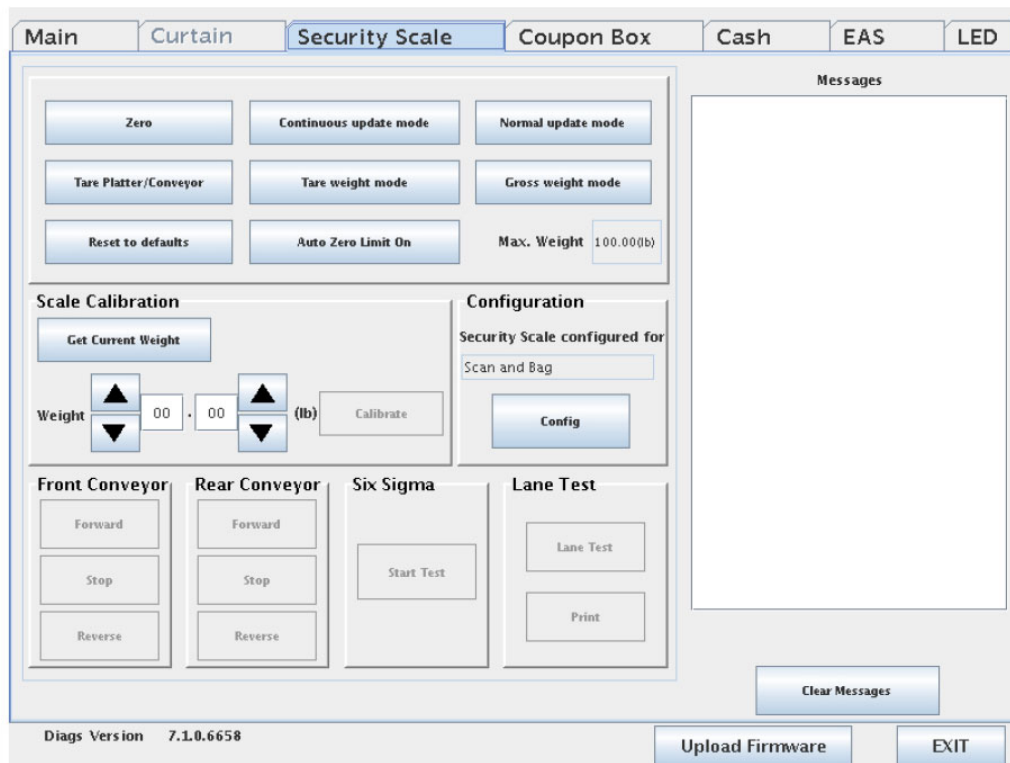 Main Curtain Security Scale Coupon Box Cash EAS LED
Messages
Zero Continuous update mode Normal update mode
Tare Platter/Conveyor Tare weight mode Gross weight mode
Reset to defaults Auto Zero Limit On Max. Weight 100.00(lb)
Scale Calibration
Get Current Weight
Weight 00 . 00 (lb) Calibrate
Configuration
Security Scale configured for
Scan and Bag
Config
Front Conveyor
Forward
Stop
Reverse
Rear Conveyor
Forward
Stop
Reverse
Six Sigma
Start Test
Lane Test
Lane Test
Print
Clear Messages
Diags Version 7.1.0.6658
Upload Firmware EXIT